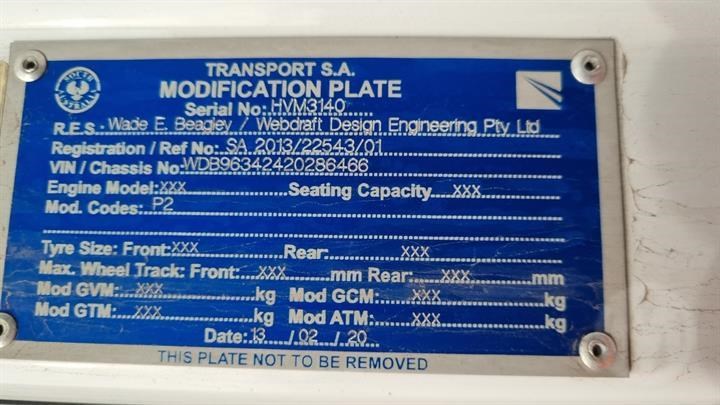 SOUTH AUSTRALIA
TRANSPORT S.A.
MODIFICATION PLATE
Serial No: HVM3140
R.E.S. Wade E. Beagley / Webdraft Design Engineering Pty Ltd
Registration / Ref No: SA 2013/22543/01
VIN / Chassis No: WDB96342420286466
Engine Model: xxx Seating Capacity xxx
Mod. Codes: P2
Tyre Size: Front: xxx Rear: xxx
Max. Wheel Track: Front: xxx mm Rear: xxx mm
Mod GVM: xxx kg Mod GCM: xxx kg
Mod GTM: xxx kg Mod ATM: xxx kg
Date: 13 / 02 / 20
THIS PLATE NOT TO BE REMOVED